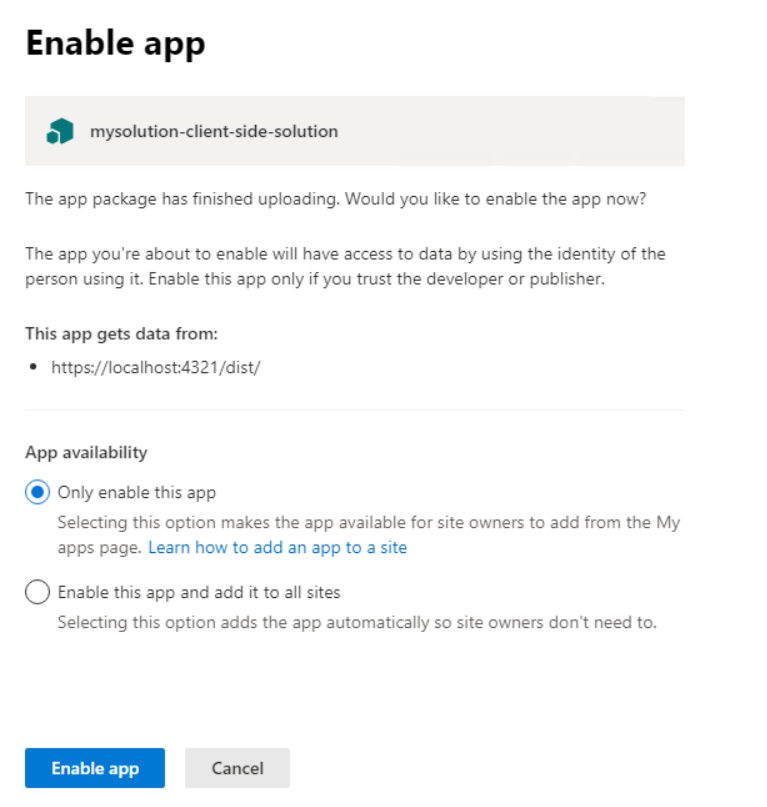 Enable app
mysolution-client-side-solution
The app package has finished uploading. Would you like to enable the app now?
The app you're about to enable will have access to data by using the identity of the
person using it. Enable this app only if you trust the developer or publisher.
This app gets data from:
• https://localhost:4321/dist/
App availability
Only enable this app
Selecting this option makes the app available for site owners to add from the My
apps page. Learn how to add an app to a site
Enable this app and add it to all sites
Selecting this option adds the app automatically so site owners don't need to.
Enable app Cancel